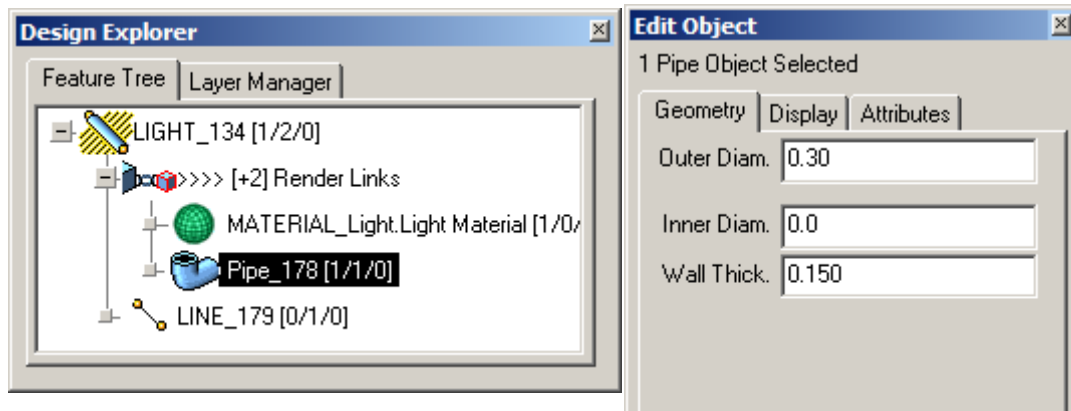 Design Explorer
Feature Tree Layer Manager
LIGHT_134 [1/2/0]
>>>> [+2] Render Links
MATERIAL_Light.Light Material [1/0/
Pipe_178 [1/1/0]
LINE_179 [0/1/0]
Edit Object
1 Pipe Object Selected
Geometry Display Attributes
Outer Diam. 0.30
Inner Diam. 0.0
Wall Thick. 0.150